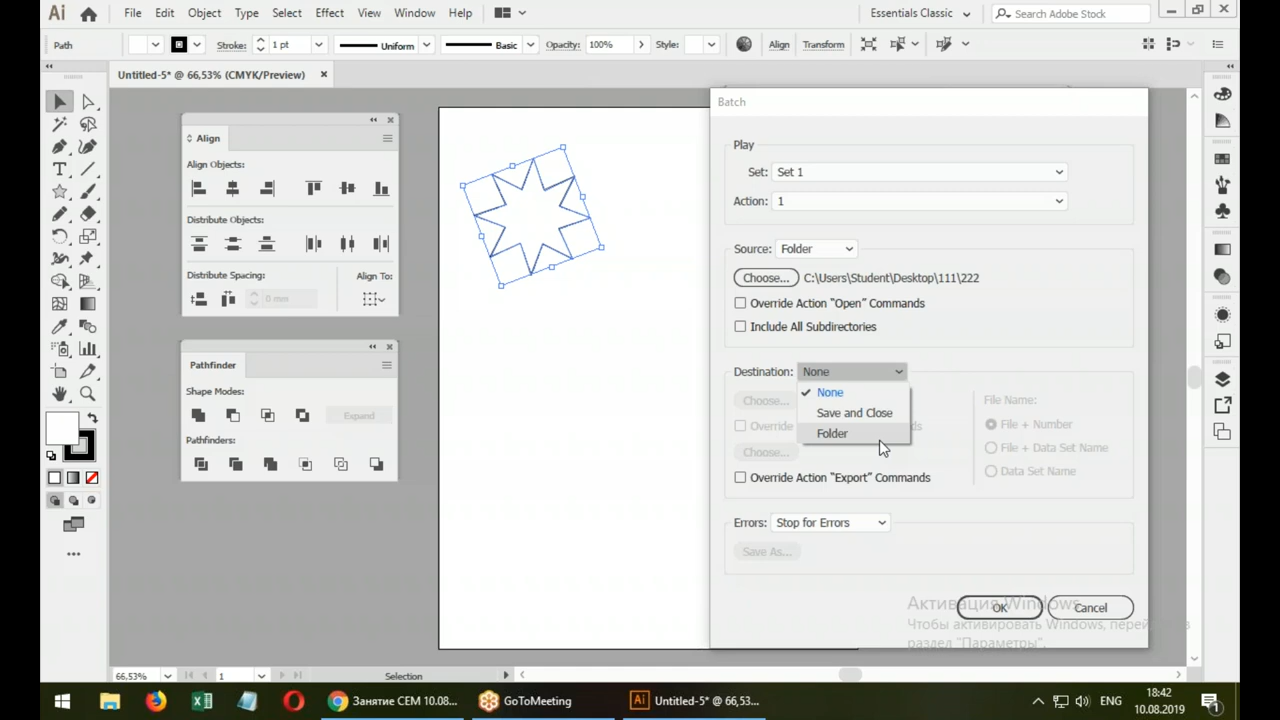 Ai File Edit Object Type Select Effect View Window Help Essentials Classic Search Adobe Stock
Path Stroke: 1 pt Uniform Basic Opacity: 100% Style: Align Transform
Untitled-5* @ 66,53% (CMYK/Preview)
Align
Align Objects:
Distribute Objects:
Distribute Spacing: Align To:
0 mm
Pathfinder
Shape Modes:
Expand
Pathfinders:
Batch
Play
Set: Set 1
Action: 1
Source: Folder
Choose... C:\Users\Student\Desktop\111\222
Override Action "Open" Commands
Include All Subdirectories
Destination: None
None
Save and Close
Folder
Choose...
Override
Choose...
Override Action "Export" Commands
File Name:
File + Number
File + Data Set Name
Data Set Name
Errors: Stop for Errors
Save As...
OK Cancel
Активация Windows
Чтобы активировать Windows, перейдите в
раздел "Параметры".
66,53% 1 Selection
Занятие СЕМ 10.08... GoToMeeting Ai Untitled-5* @ 66,53... ENG 18:42
10.08.2019 1